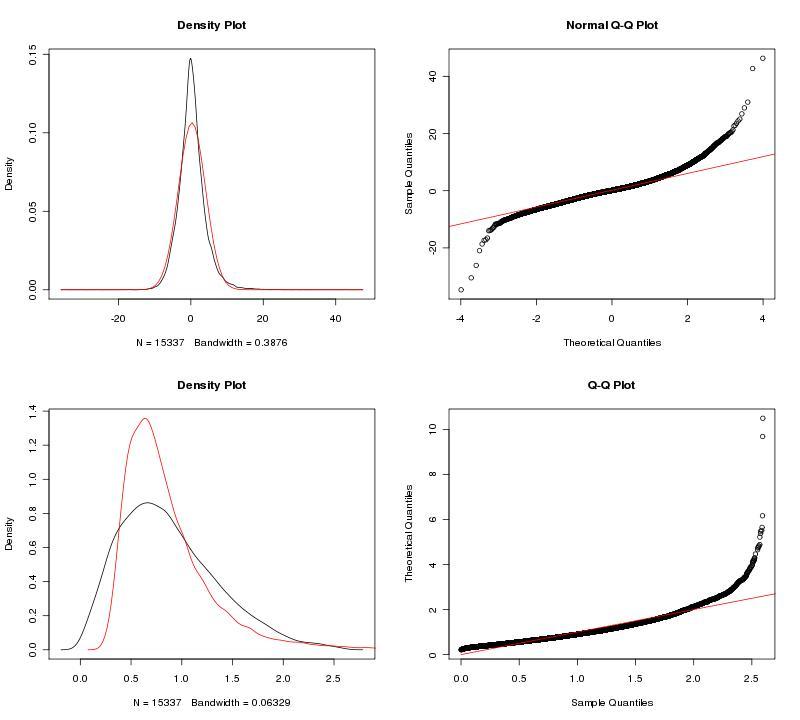 Density Plot
0.15
0.10
0.05
0.00
Density
-20 0 20 40
N = 15337 Bandwidth = 0.3876
Normal Q-Q Plot
40
20
0
-20
Sample Quantiles
-4 -2 0 2 4
Theoretical Quantiles
Density Plot
1.4
1.2
1.0
0.8
0.6
0.4
0.2
0.0
Density
0.0 0.5 1.0 1.5 2.0 2.5
N = 15337 Bandwidth = 0.06329
Q-Q Plot
10
8
6
4
2
0
Theoretical Quantiles
0.0 0.5 1.0 1.5 2.0 2.5
Sample Quantiles